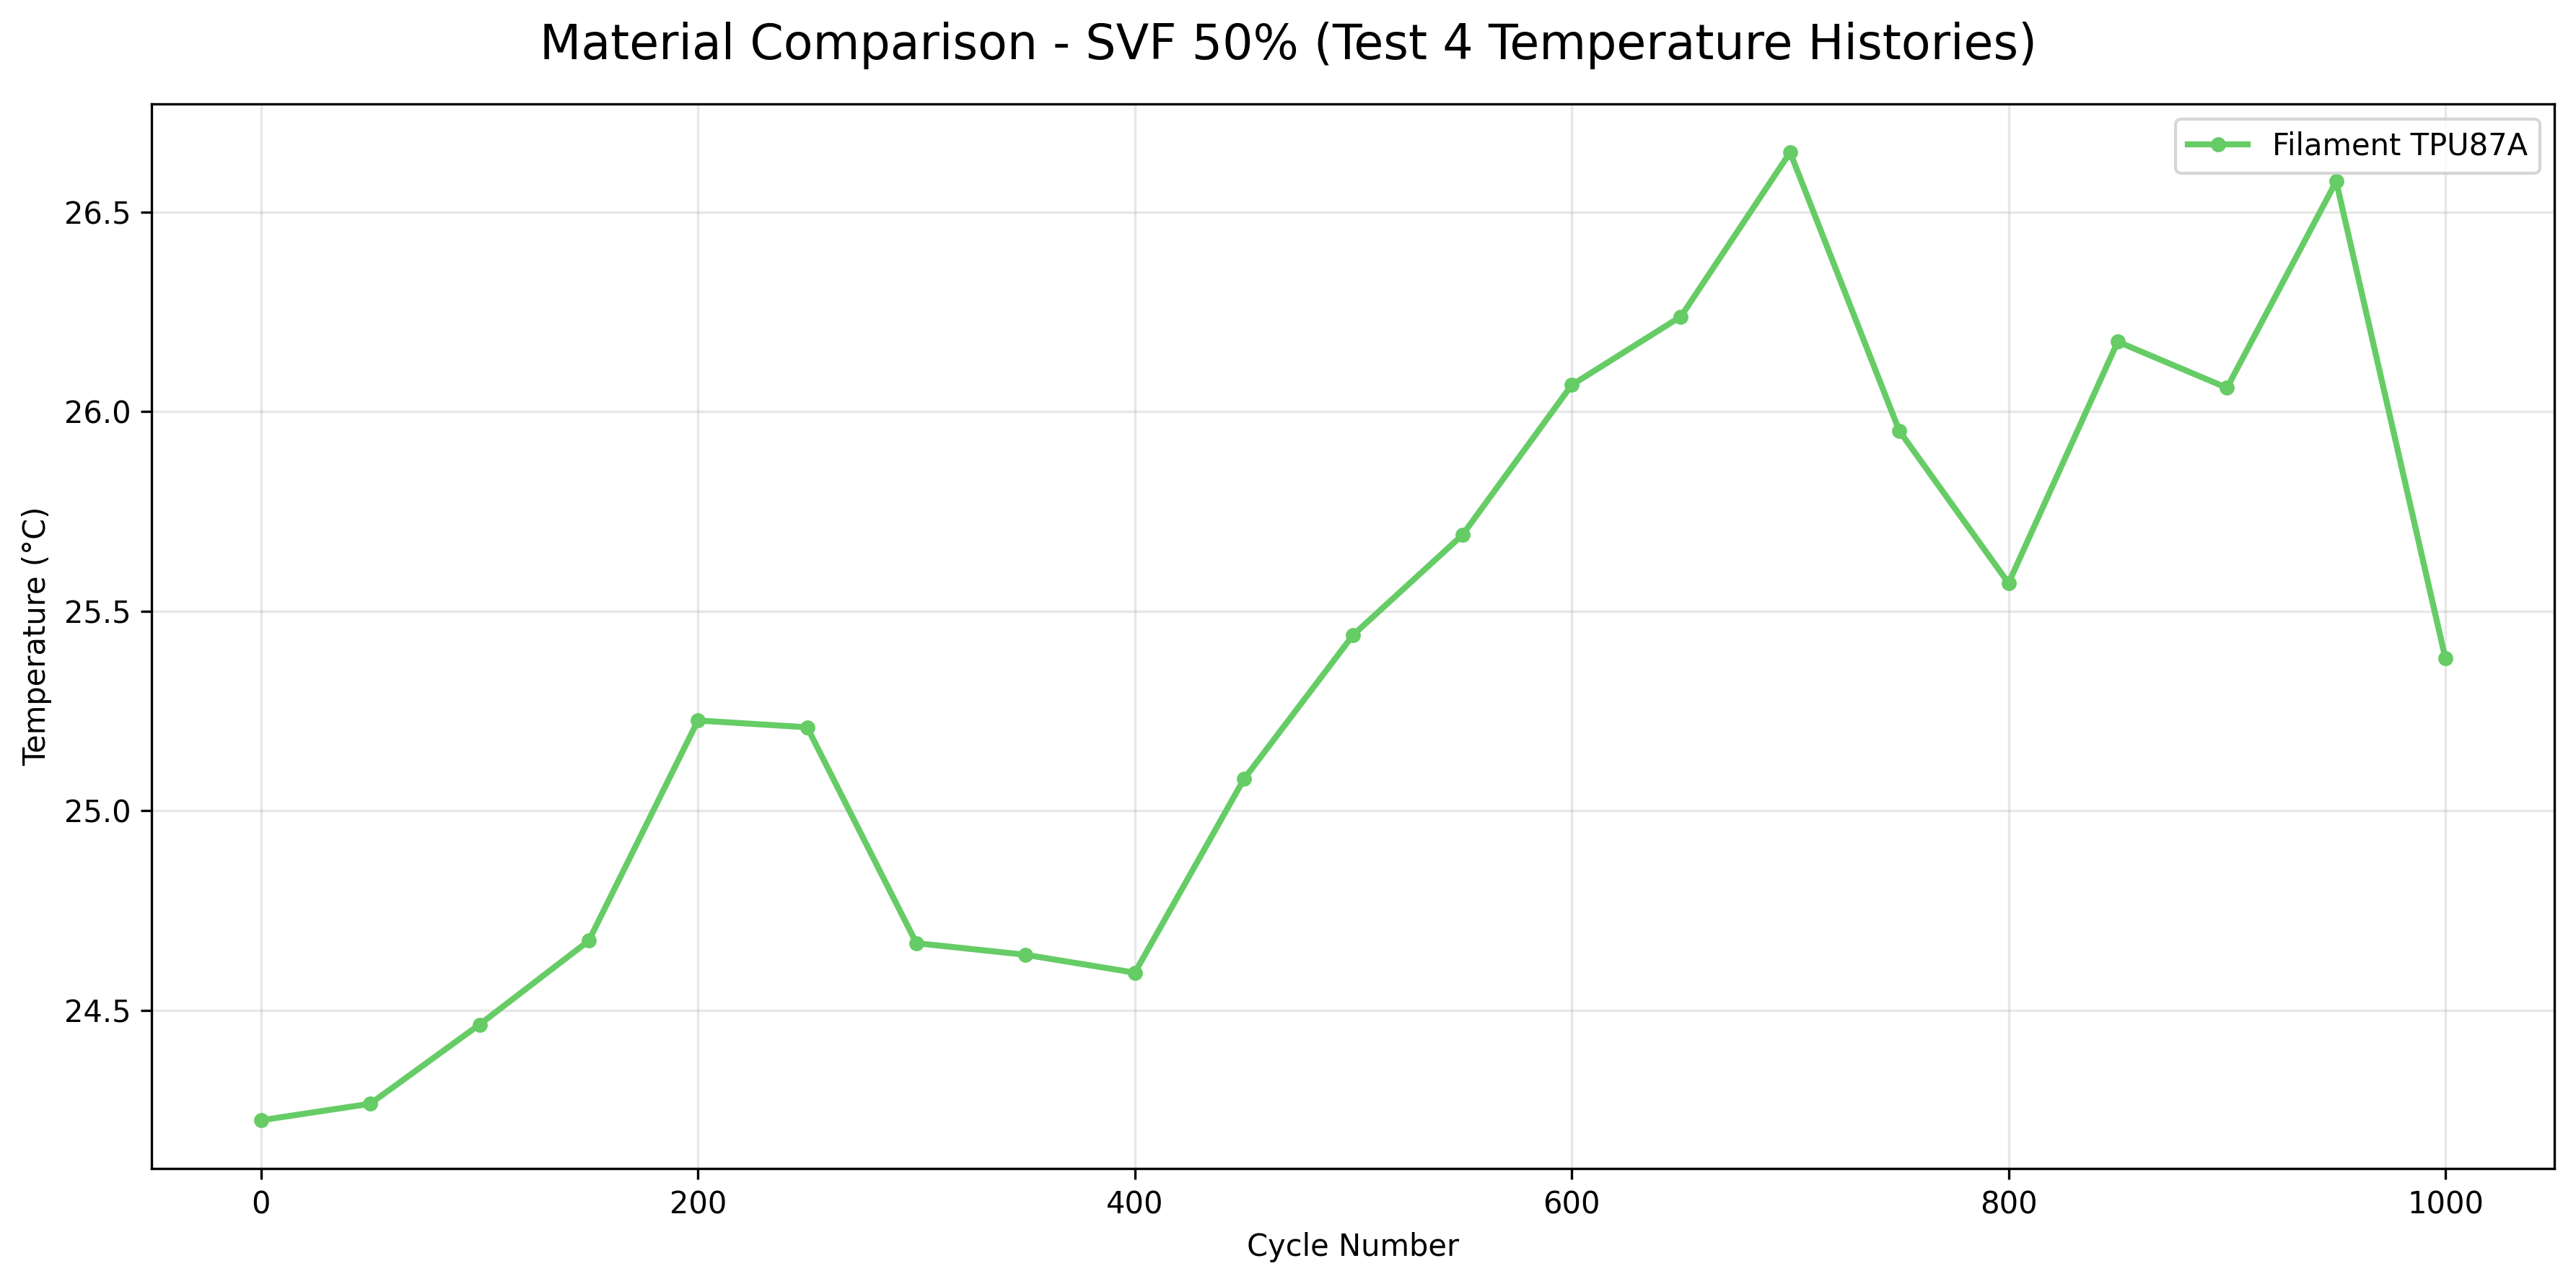 Material Comparison - SVF 50% (Test 4 Temperature Histories)
Filament TPU87A
26.5
26.0
25.5
25.0
24.5
Temperature (°C)
0 200 400 600 800 1000
Cycle Number